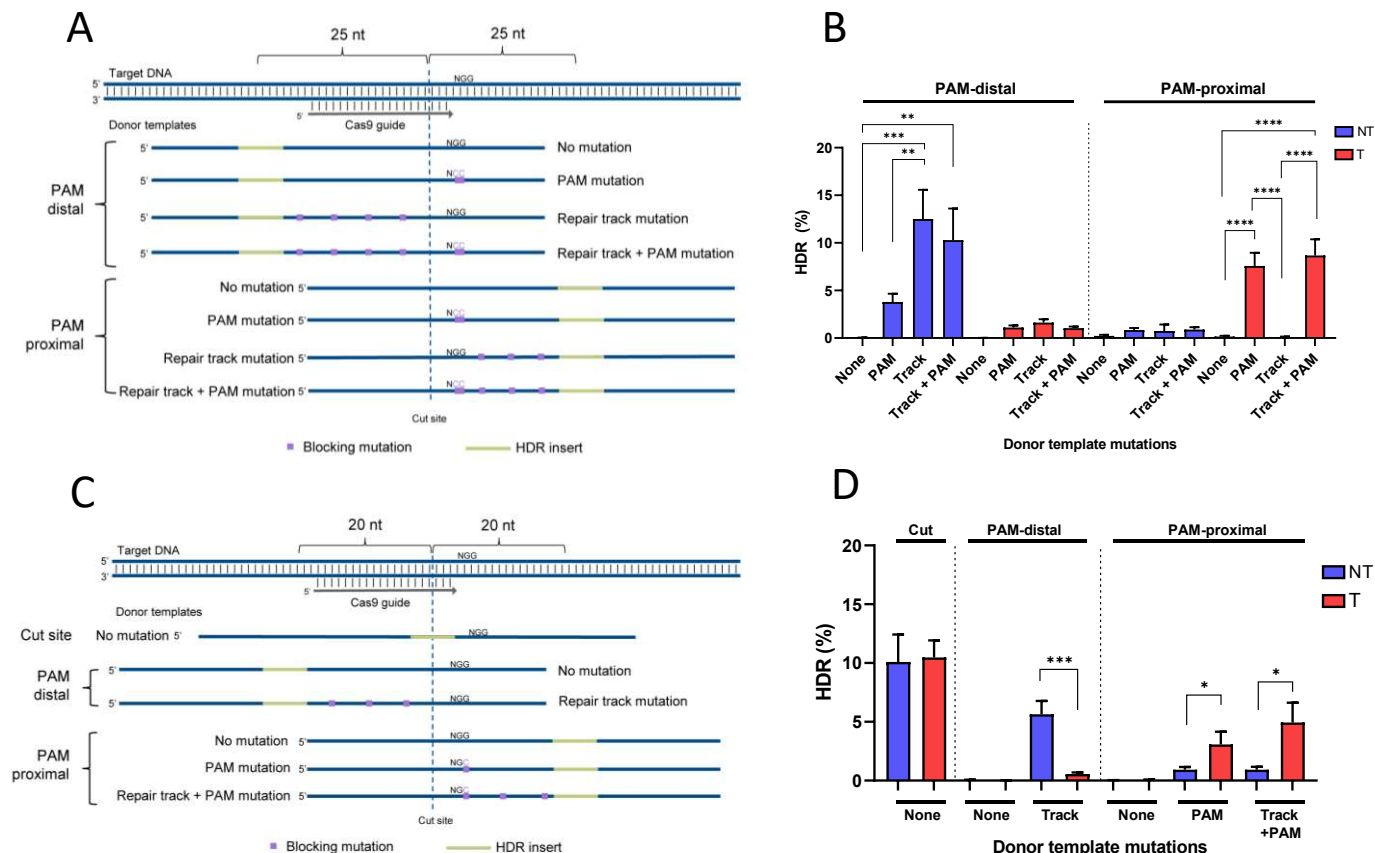 A
25 nt
25 nt
Target DNA
NGG
5'
3'
5'
Cas9 guide
Donor templates
PAM
distal
5'
NGG
No mutation
5'
NCC
PAM mutation
5'
NGG
Repair track mutation
5'
NCC
Repair track + PAM mutation
PAM
proximal
No mutation 5'
PAM mutation 5'
NCC
Repair track mutation 5'
NGG
Repair track + PAM mutation 5'
NCC
Cut site
Blocking mutation
HDR insert
B
PAM-distal
PAM-proximal
NT
T
**
***
**
****
****
****
****
HDR (%)
20
15
10
5
0
None
PAM
Track
Track + PAM
None
PAM
Track
Track + PAM
None
PAM
Track
Track + PAM
None
PAM
Track
Track + PAM
Donor template mutations
C
20 nt
20 nt
Target DNA
NGG
5'
3'
5'
Cas9 guide
Donor templates
Cut site
No mutation 5'
NGG
PAM
distal
5'
NGG
No mutation
5'
NGG
Repair track mutation
PAM
proximal
No mutation 5'
NGG
PAM mutation 5'
NGC
Repair track + PAM mutation 5'
NGC
Cut site
Blocking mutation
HDR insert
D
Cut
PAM-distal
PAM-proximal
NT
T
***
*
*
HDR (%)
20
15
10
5
0
None
None
Track
None
PAM
Track
+PAM
Donor template mutations